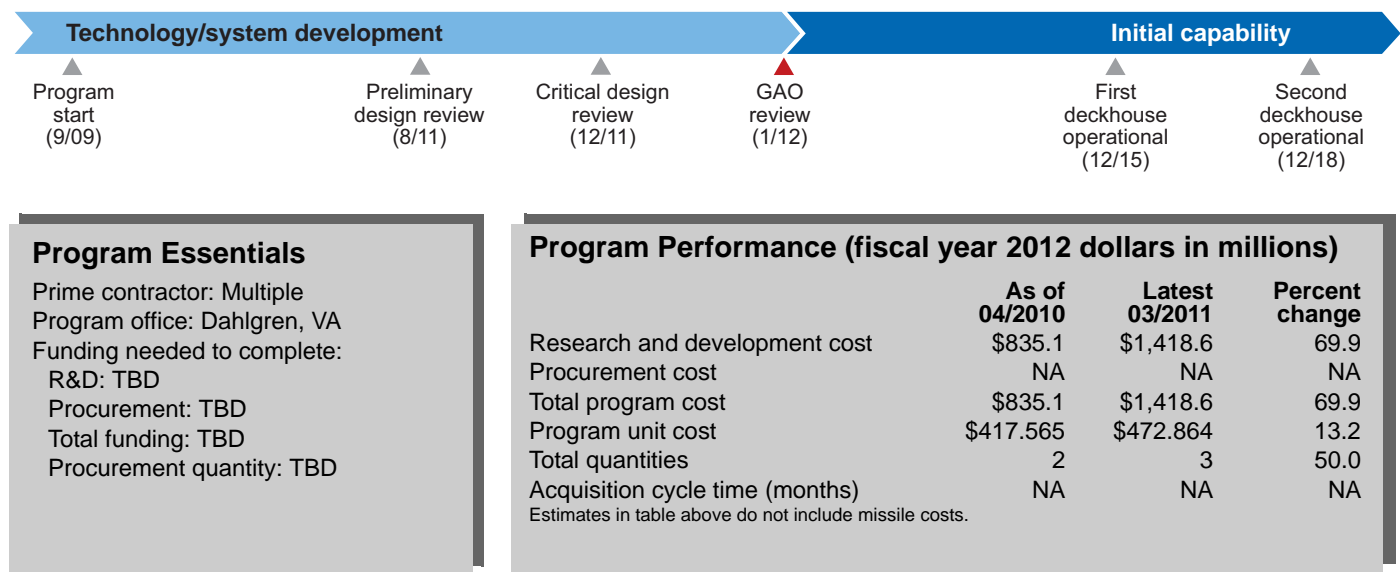 Technology/system development
Initial capability
Program
start
(9/09)
Preliminary
design review
(8/11)
Critical design
review
(12/11)
GAO
review
(1/12)
First
deckhouse
operational
(12/15)
Second
deckhouse
operational
(12/18)
Program Essentials
Prime contractor: Multiple
Program office: Dahlgren, VA
Funding needed to complete:
R&D: TBD
Procurement: TBD
Total funding: TBD
Procurement quantity: TBD
Program Performance (fiscal year 2012 dollars in millions)
As of Latest Percent
04/2010 03/2011 change
Research and development cost $835.1 $1,418.6 69.9
Procurement cost NA NA NA
Total program cost $835.1 $1,418.6 69.9
Program unit cost $417.565 $472.864 13.2
Total quantities 2 3 50.0
Acquisition cycle time (months) NA NA NA
Estimates in table above do not include missile costs.